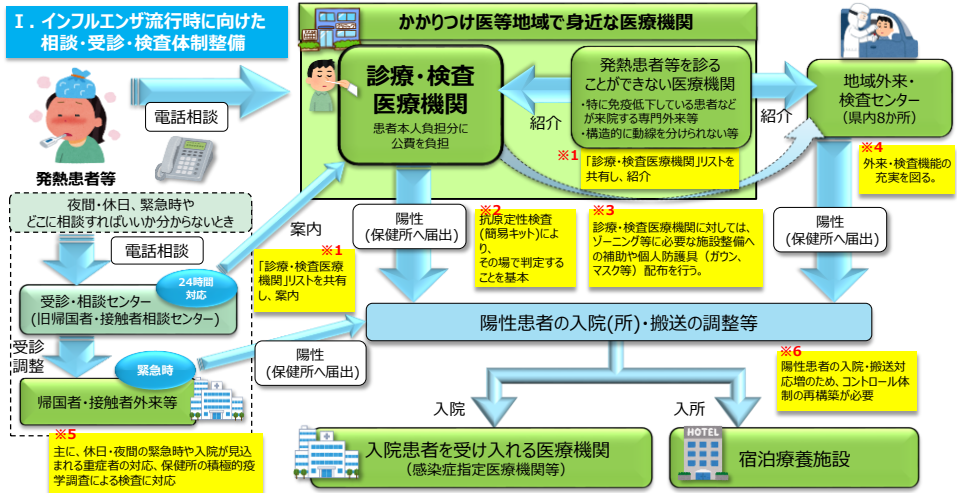 Ⅰ．インフルエンザ流行時に向けた
相談・受診・検査体制整備
かかりつけ医等地域で身近な医療機関
電話相談
発熱患者等
診療・検査
医療機関
患者本人負担分に
公費を負担
発熱患者等を診る
ことができない医療機関
・特に免疫低下している患者など
が来院する専門外来等
・構造的に動線を分けられない等
紹介
紹介
地域外来・
検査センター
（県内8か所）
※1
「診療・検査医療機関」リストを
共有し、紹介
※4
外来・検査機能の
充実を図る。
夜間・休日、緊急時や
どこに相談すればいいか分からないとき
電話相談
案内
※1
「診療・検査医療
機関」リストを共有
し、案内
陽性
(保健所へ届出)
※2
抗原定性検査
(簡易キット)によ
り、
その場で判定する
ことを基本
※3
診療・検査医療機関に対しては、
ゾーニング等に必要な施設整備へ
の補助や個人防護具（ガウン、
マスク等）配布を行う。
陽性
(保健所へ届出)
24時間
対応
受診・相談センター
(旧帰国者・接触者相談センター)
受診
調整
緊急時
帰国者・接触者外来等
陽性
(保健所へ届出)
陽性患者の入院(所)・搬送の調整等
※6
陽性患者の入院・搬送対
応増のため、コントロール体
制の再構築が必要
※5
主に、休日・夜間の緊急時や入院が見込
まれる重症者の対応、保健所の積極的疫
学調査による検査に対応
入院
入所
入院患者を受け入れる医療機関
(感染症指定医療機関等)
HOTEL
宿泊療養施設